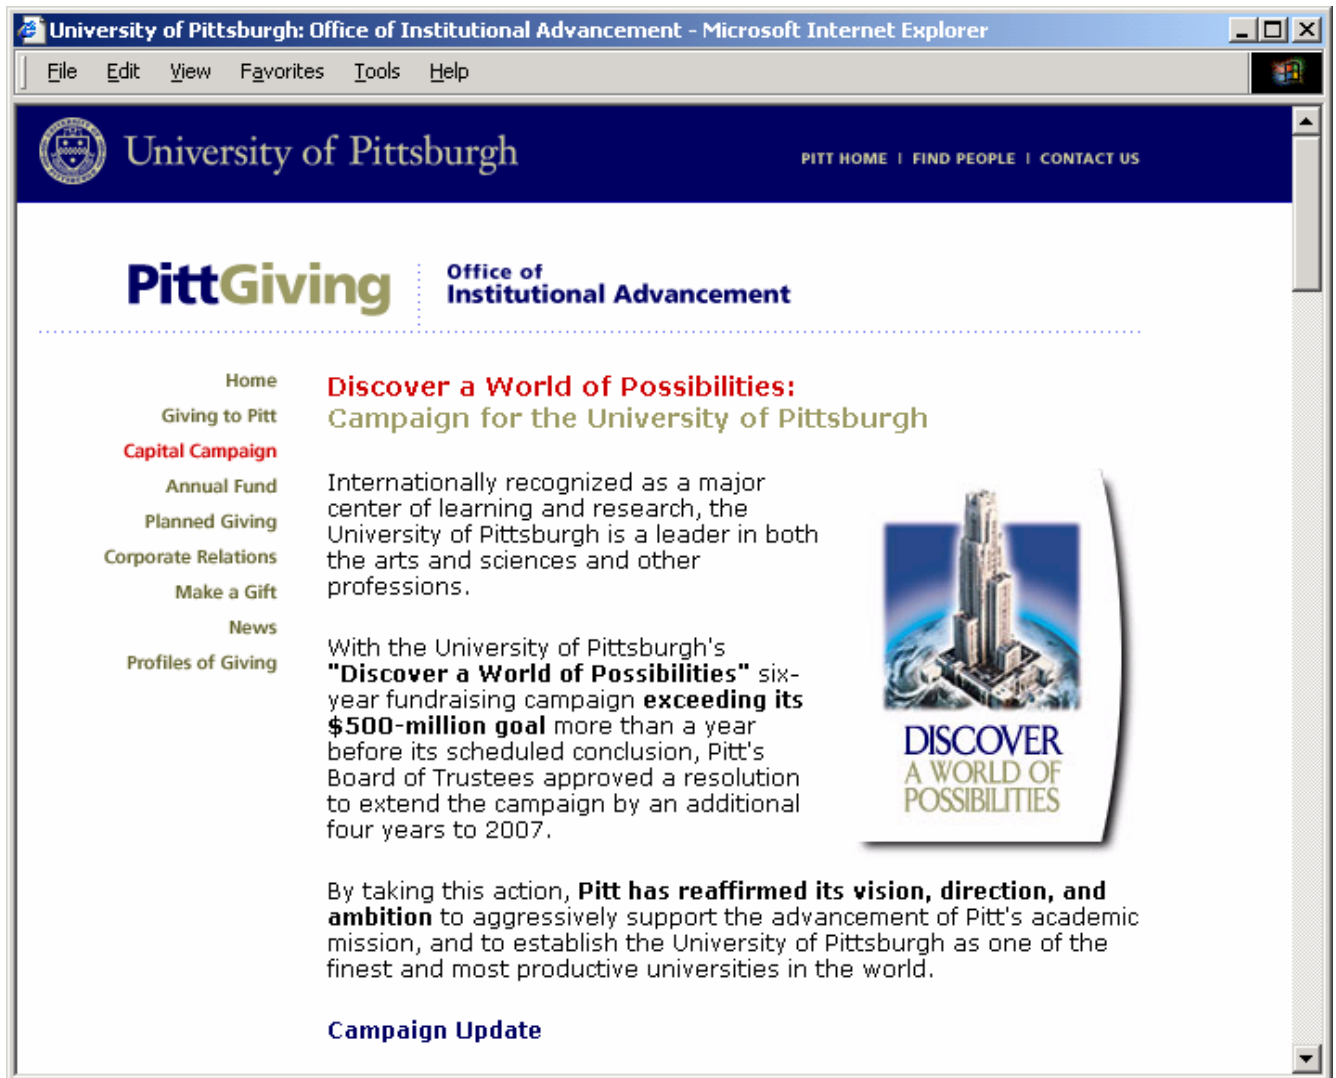 University of Pittsburgh: Office of Institutional Advancement - Microsoft Internet Explorer
File Edit View Favorites Tools Help
University of Pittsburgh
PITT HOME | FIND PEOPLE | CONTACT US
PittGiving
Office of
Institutional Advancement
Home
Giving to Pitt
Capital Campaign
Annual Fund
Planned Giving
Corporate Relations
Make a Gift
News
Profiles of Giving
Discover a World of Possibilities:
Campaign for the University of Pittsburgh
Internationally recognized as a major
center of learning and research, the
University of Pittsburgh is a leader in both
the arts and sciences and other
professions.
With the University of Pittsburgh's
"Discover a World of Possibilities" six-
year fundraising campaign exceeding its
$500-million goal more than a year
before its scheduled conclusion, Pitt's
Board of Trustees approved a resolution
to extend the campaign by an additional
four years to 2007.
DISCOVER
A WORLD OF
POSSIBILITIES
By taking this action, Pitt has reaffirmed its vision, direction, and
ambition to aggressively support the advancement of Pitt's academic
mission, and to establish the University of Pittsburgh as one of the
finest and most productive universities in the world.
Campaign Update